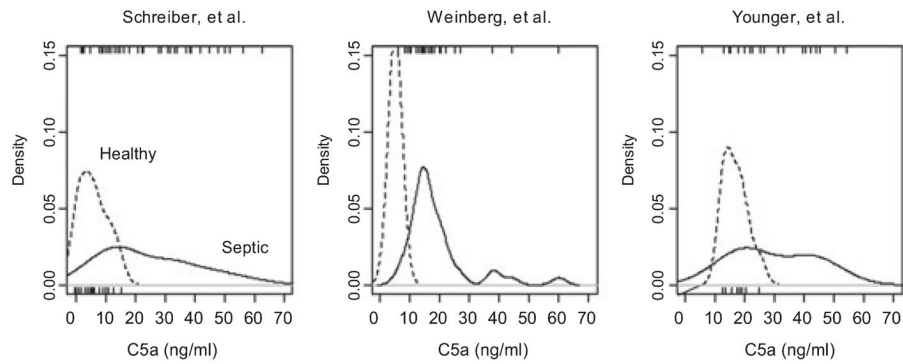 Schreiber, et al. Weinberg, et al. Younger, et al.
0.15 0.15 0.15
0.10 0.10 0.10
Density Density Density
Healthy
0.05 0.05 0.05
Septic
0.00 0.00 0.00
0 10 20 30 40 50 60 70 0 10 20 30 40 50 60 70 0 10 20 30 40 50 60 70
C5a (ng/ml) C5a (ng/ml) C5a (ng/ml)